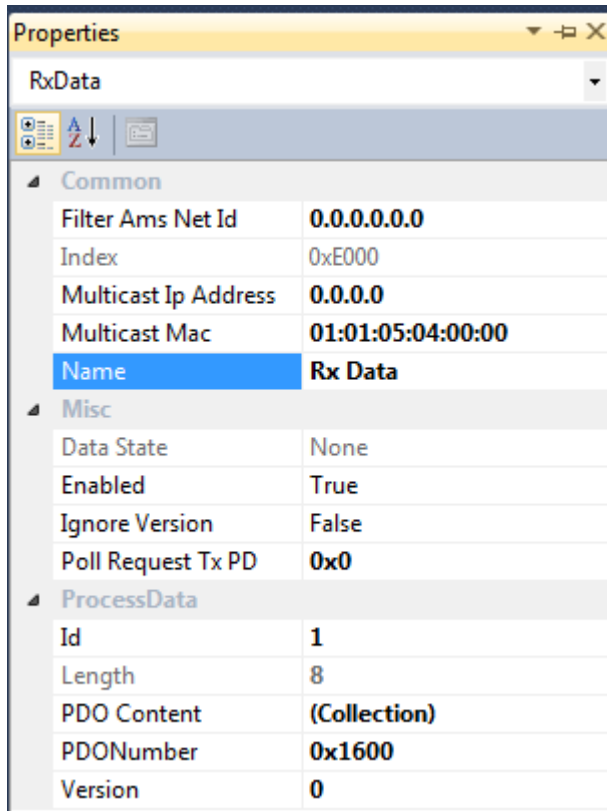 Properties
RxData
Common
Filter Ams Net Id 0.0.0.0.0.0
Index 0xE000
Multicast Ip Address 0.0.0.0
Multicast Mac 01:01:05:04:00:00
Name Rx Data
Misc
Data State None
Enabled True
Ignore Version False
Poll Request Tx PD 0x0
ProcessData
Id 1
Length 8
PDO Content (Collection)
PDONumber 0x1600
Version 0